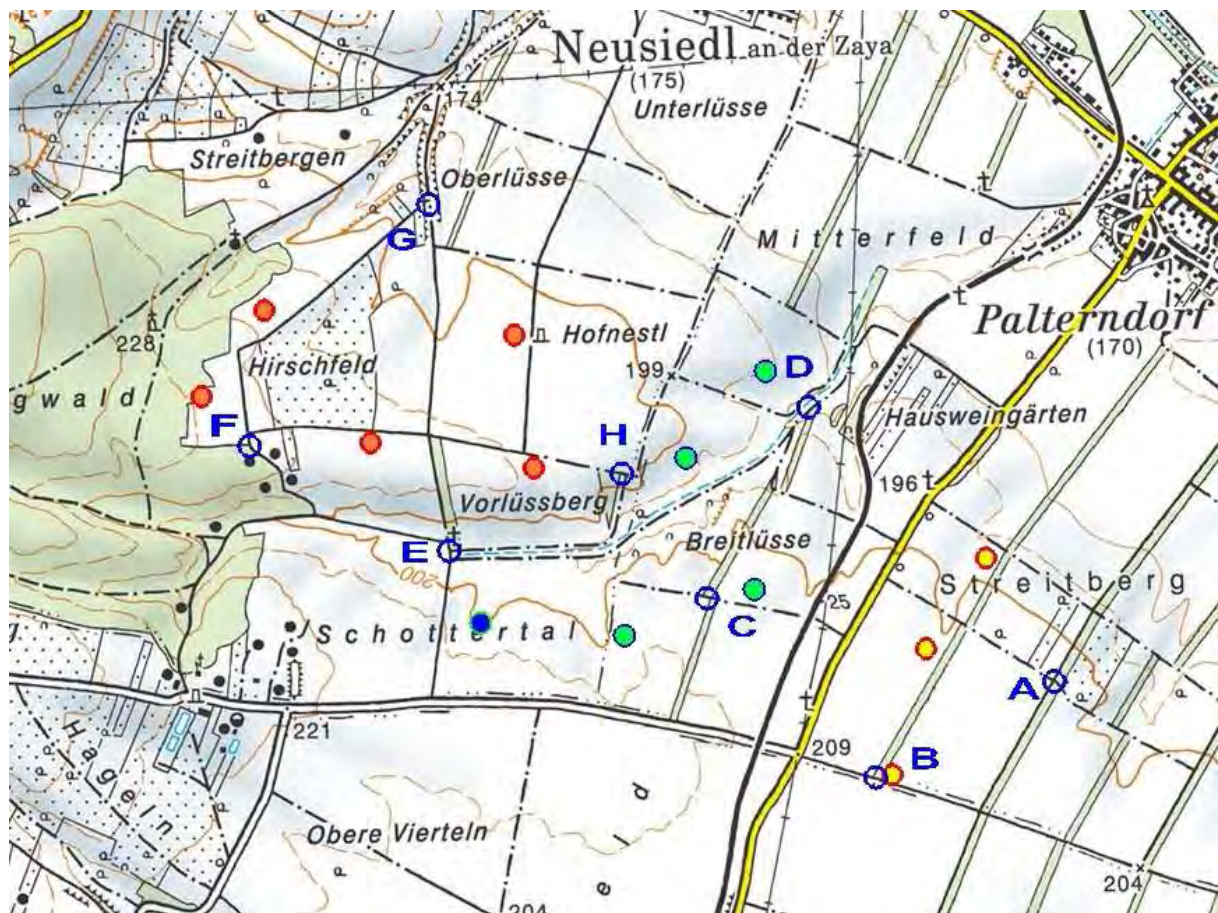 Neusiedl an der Zaya
(175)
Unterlüsse
174
Streitbergen
Oberlüsse
G
Mitterfeld
Palterndorf
(170)
228
Hofnestl
Hirschfeld
199
D
gwald
F
Hausweingärten
H
196
Vorlüssberg
E
Breitlüsse
200
Streitberg
25
C
Schottertal
g
A
221
209
B
Hageln
Obere Vierteln
d
e
204
204